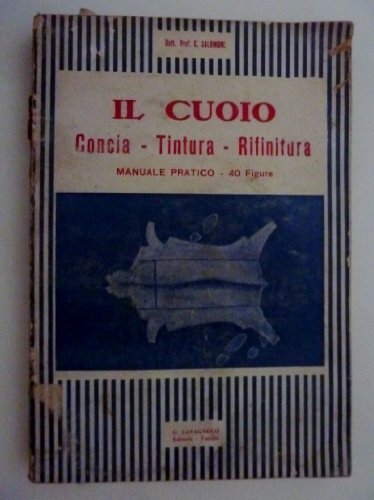 Dott. Prof. G. SALOMONE
IL CUOIO
Concia - Tintura - Rifinitura
MANUALE PRATICO - 40 Figure
G. LAVAGNOLO
Editore - Torino